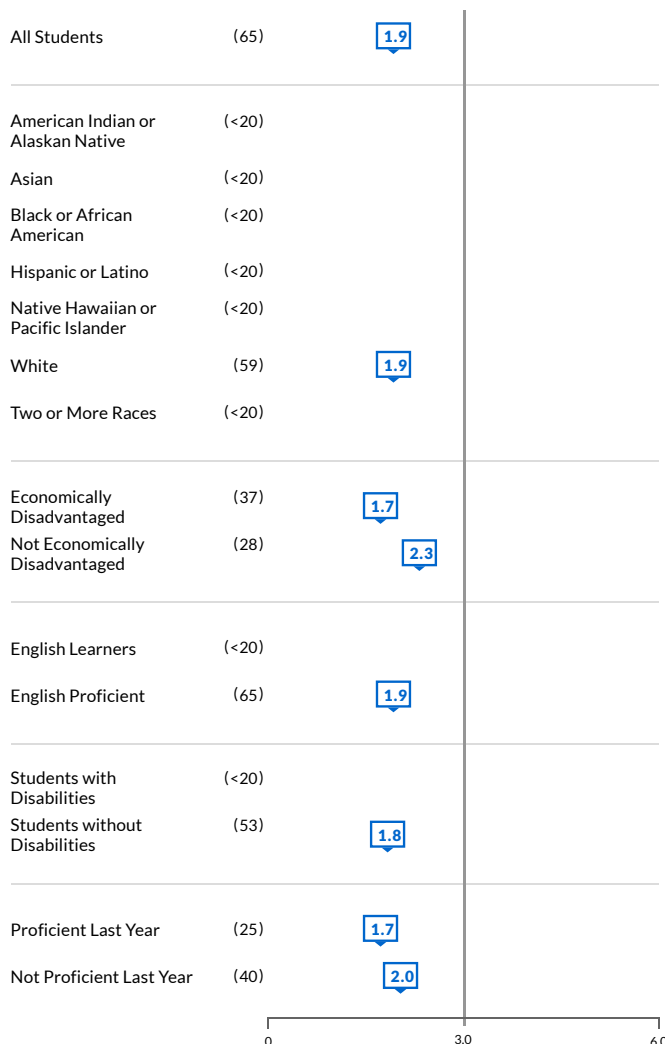 All Students (65) 1.9
American Indian or (<20)
Alaskan Native
Asian (<20)
Black or African (<20)
American
Hispanic or Latino (<20)
Native Hawaiian or (<20)
Pacific Islander
White (59) 1.9
Two or More Races (<20)
Economically (37) 1.7
Disadvantaged
Not Economically (28) 2.3
Disadvantaged
English Learners (<20)
English Proficient (65) 1.9
Students with (<20)
Disabilities
Students without (53) 1.8
Disabilities
Proficient Last Year (25) 1.7
Not Proficient Last Year (40) 2.0
0 3.0 6.0